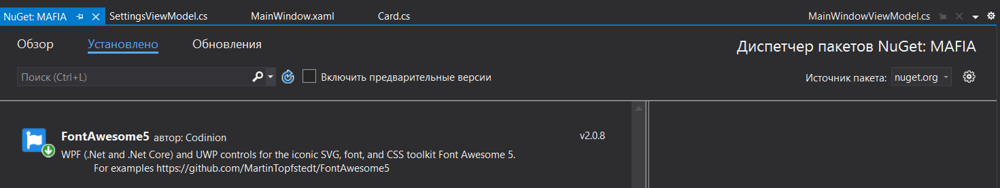 NuGet: MAFIA SettingsViewModel.cs MainWindow.xaml Card.cs MainWindowViewModel.cs
Обзор Установлено Обновления Диспетчер пакетов NuGet: MAFIA
Поиск (Ctrl+L) Включить предварительные версии Источник пакета: nuget.org
FontAwesome5 автор: Codinion v2.0.8
WPF (.Net and .Net Core) and UWP controls for the iconic SVG, font, and CSS toolkit Font Awesome 5.
For examples https://github.com/MartinTopfstedt/FontAwesome5